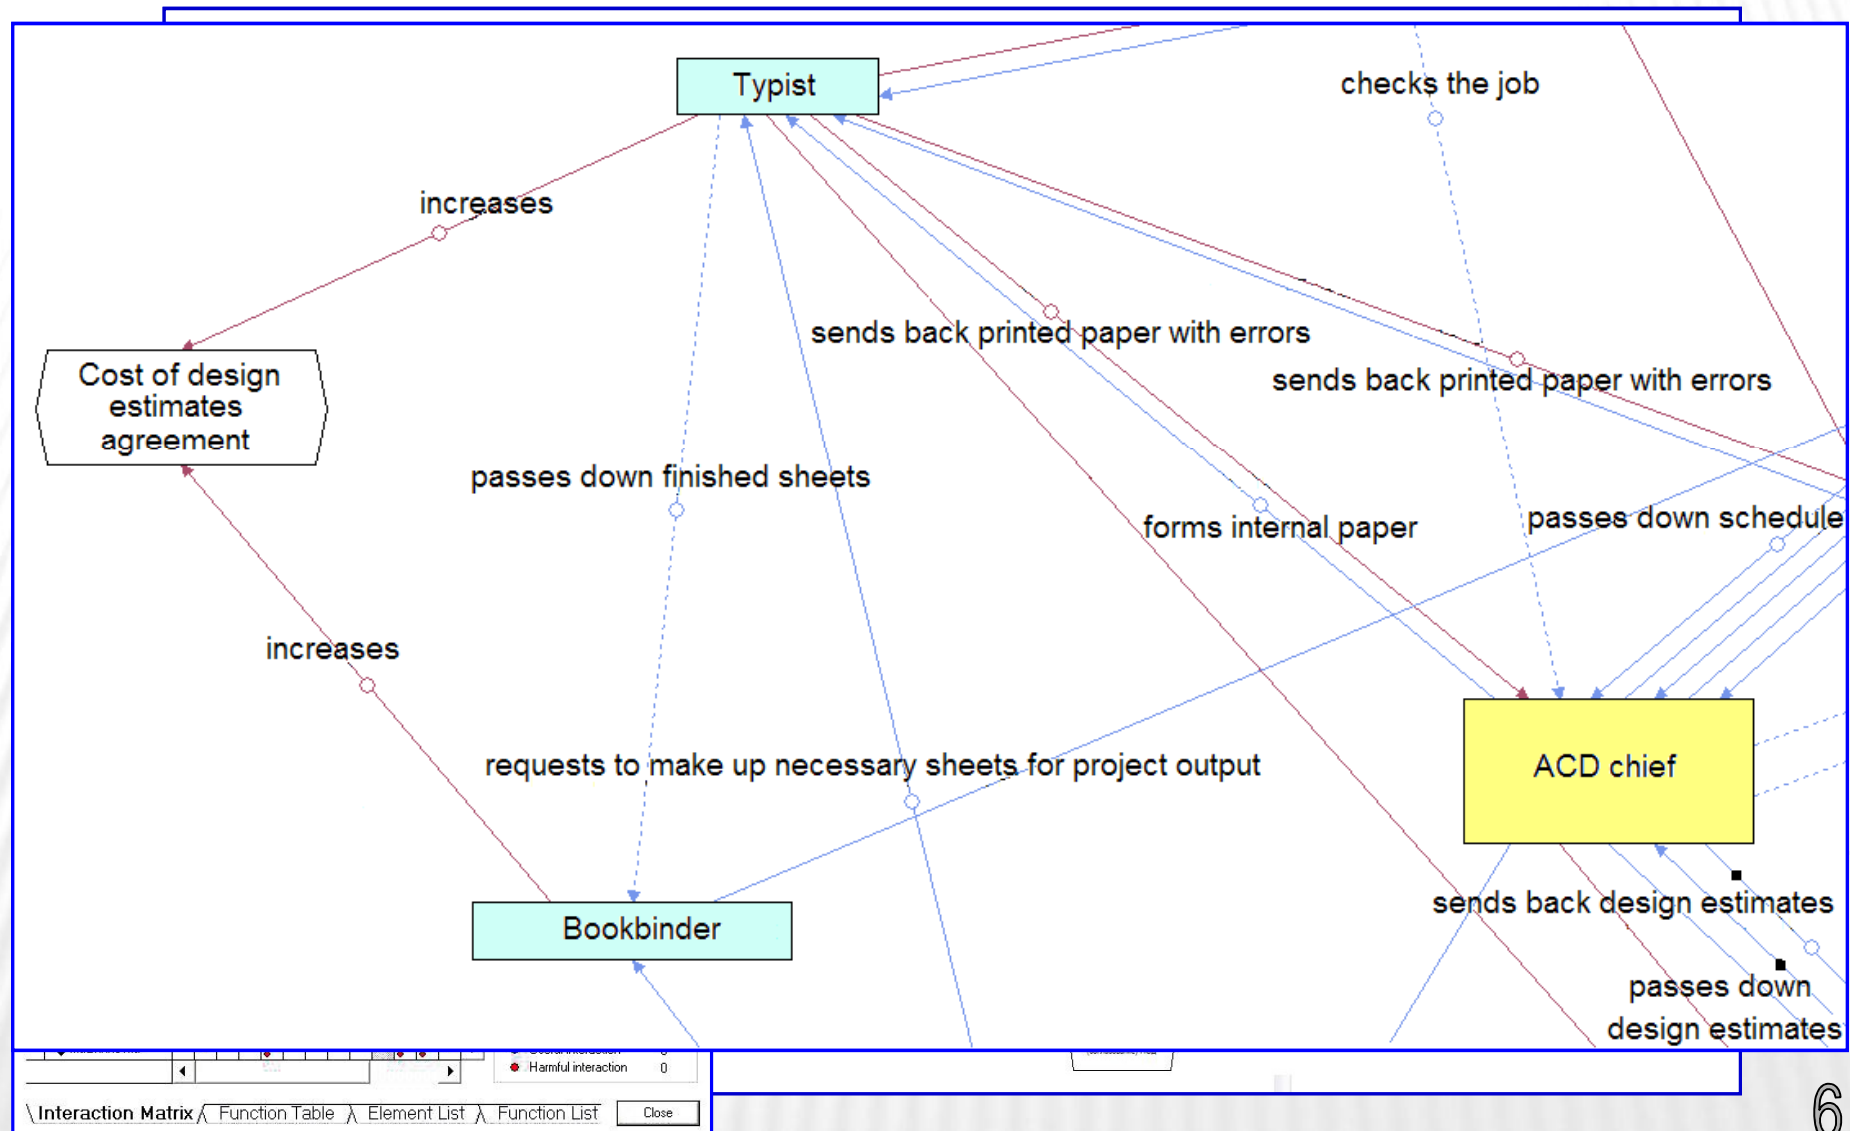 Typist
checks the job
increases
sends back printed paper with errors
Cost of design
estimates
agreement
sends back printed paper with errors
passes down finished sheets
forms internal paper
passes down schedule
increases
requests to make up necessary sheets for project output
ACD chief
sends back design estimates
Bookbinder
passes down
design estimates
Harmful interaction 0
Interaction Matrix Function Table Element List Function List Close
6